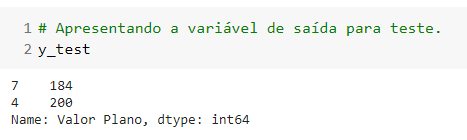 1 # Apresentando a variável de saída para teste.
2 y_test
7    184
4    200
Name: Valor Plano, dtype: int64